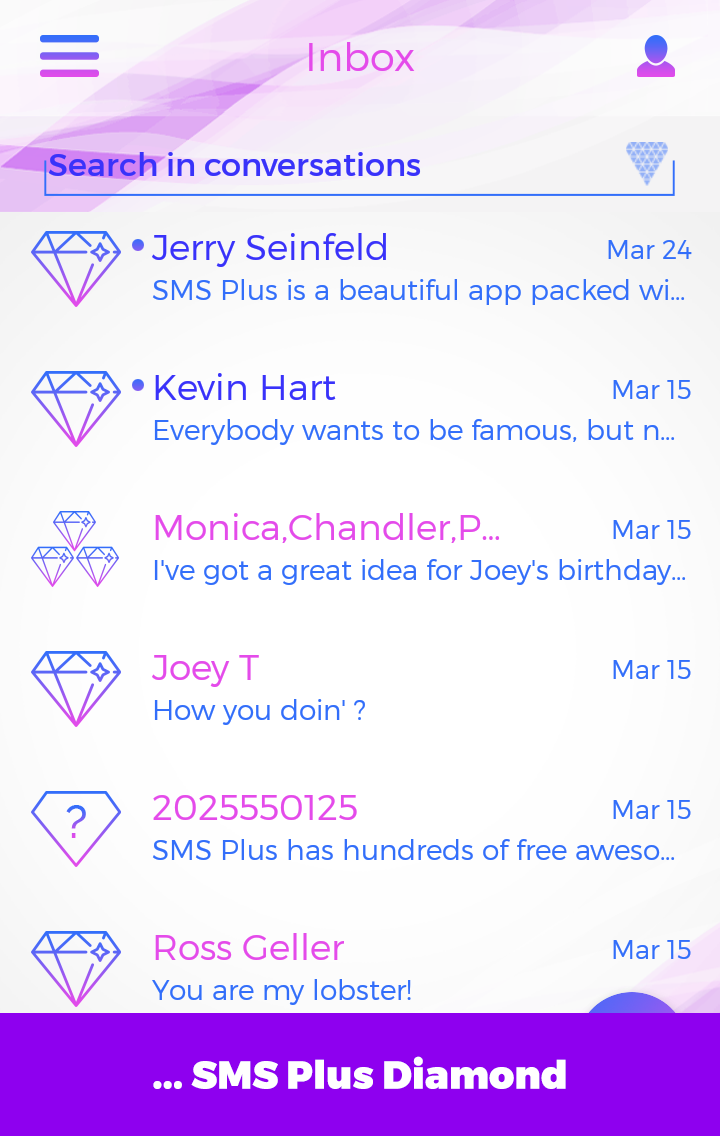 Inbox
Search in conversations
Jerry Seinfeld
Mar 24
SMS Plus is a beautiful app packed wi...
Kevin Hart
Mar 15
Everybody wants to be famous, but n...
Monica,Chandler,P...
Mar 15
I've got a great idea for Joey's birthday...
Joey T
Mar 15
How you doin' ?
?
2025550125
Mar 15
SMS Plus has hundreds of free aweso...
Ross Geller
Mar 15
You are my lobster!
... SMS Plus Diamond